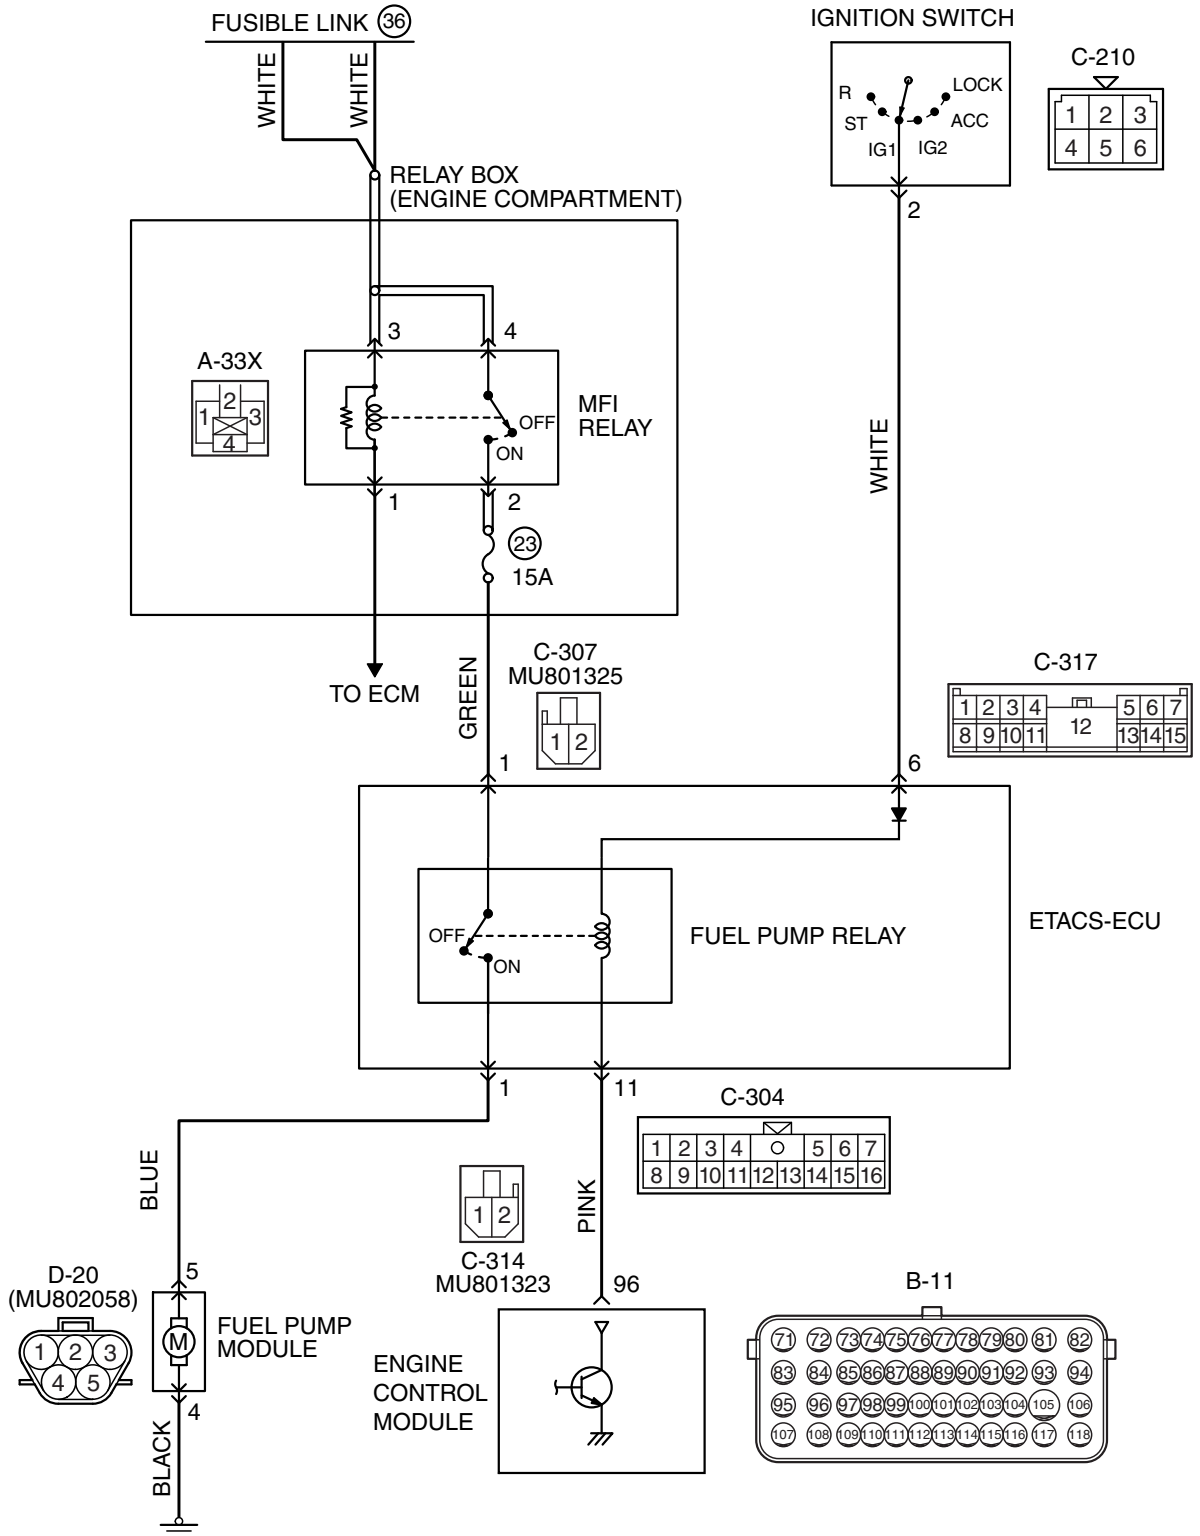 FUSIBLE LINK 36
IGNITION SWITCH
WHITE
WHITE
R
ST
IG1
IG2
ACC
LOCK
C-210
1 2 3
4 5 6
2
RELAY BOX
(ENGINE COMPARTMENT)
3
4
A-33X
2
1
3
4
OFF
ON
MFI
RELAY
1
2
23
15A
WHITE
TO ECM
GREEN
C-307
MU801325
1 2
1
C-317
1 2 3 4 5 6 7
12
8 9 10 11 13 14 15
6
OFF
ON
FUEL PUMP RELAY
ETACS-ECU
1
11
C-304
1 2 3 4 5 6 7
8 9 10 11 12 13 14 15 16
BLUE
PINK
1 2
C-314
MU801323
D-20
(MU802058)
1 2 3
4 5
5
M
FUEL PUMP
MODULE
4
BLACK
96
ENGINE
CONTROL
MODULE
B-11
71 72 73 74 75 76 77 78 79 80 81 82
83 84 85 86 87 88 89 90 91 92 93 94
95 96 97 98 99 100 101 102 103 104 105 106
107 108 109 110 111 112 113 114 115 116 117 118